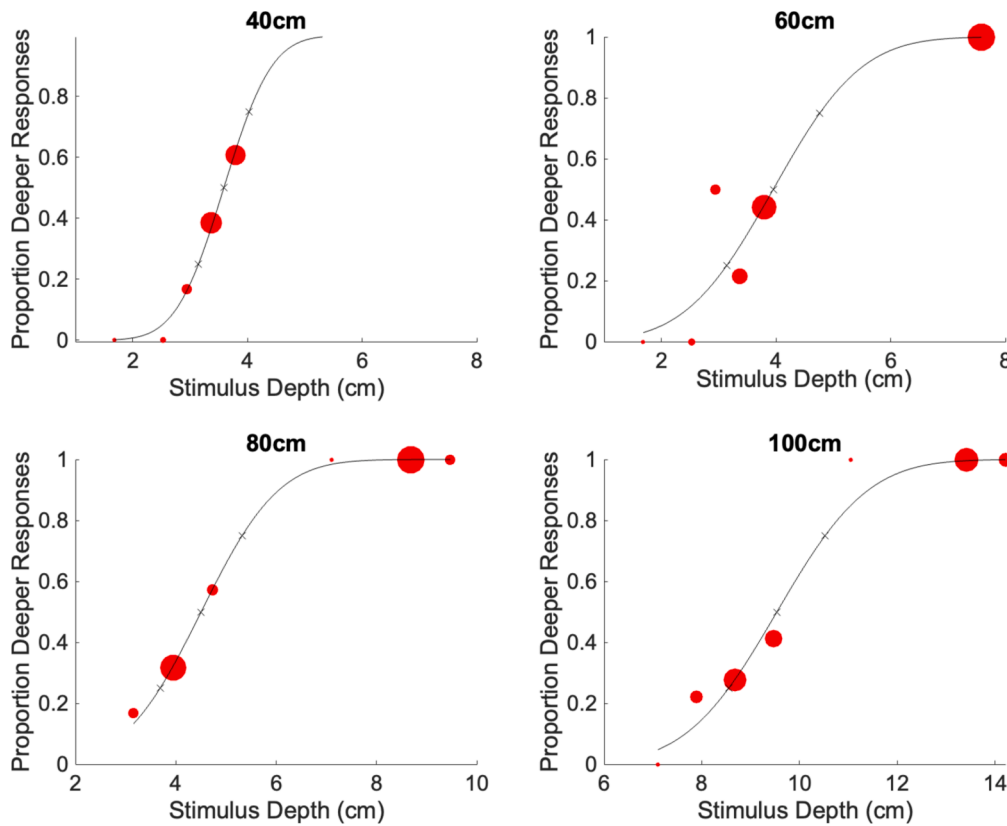 40cm
Proportion Deeper Responses
0.8
0.6
0.4
0.2
0
2 4 6 8
Stimulus Depth (cm)
60cm
Proportion Deeper Responses
1
0.8
0.6
0.4
0.2
0
2 4 6 8
Stimulus Depth (cm)
80cm
Proportion Deeper Responses
1
0.8
0.6
0.4
0.2
0
2 4 6 8 10
Stimulus Depth (cm)
100cm
Proportion Deeper Responses
1
0.8
0.6
0.4
0.2
0
6 8 10 12 14
Stimulus Depth (cm)